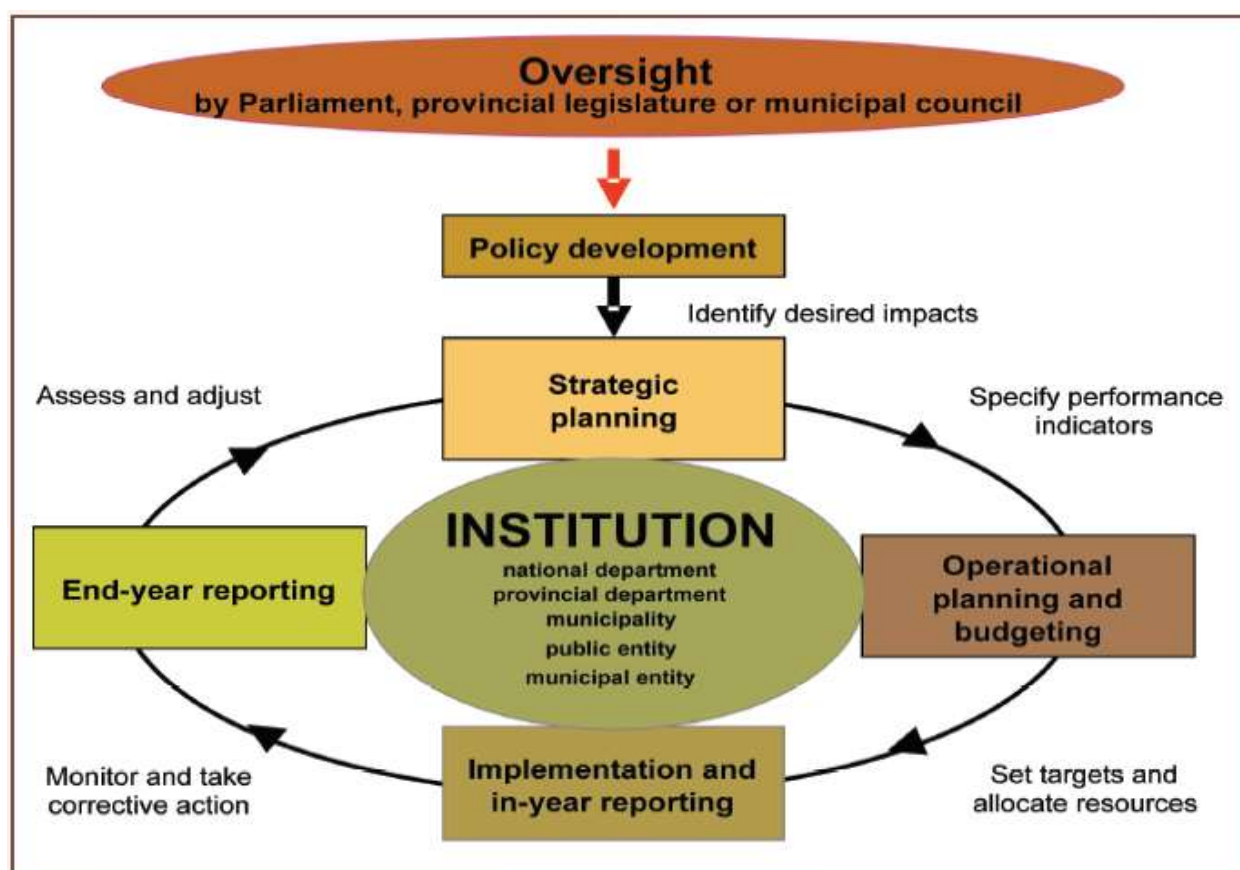 Oversight
by Parliament, provincial legislature or municipal council
Policy development
Identify desired impacts
Strategic
planning
Assess and adjust
Specify performance
indicators
INSTITUTION
national department
provincial department
municipality
public entity
municipal entity
End-year reporting
Operational
planning and
budgeting
Implementation and
in-year reporting
Monitor and take
corrective action
Set targets and
allocate resources